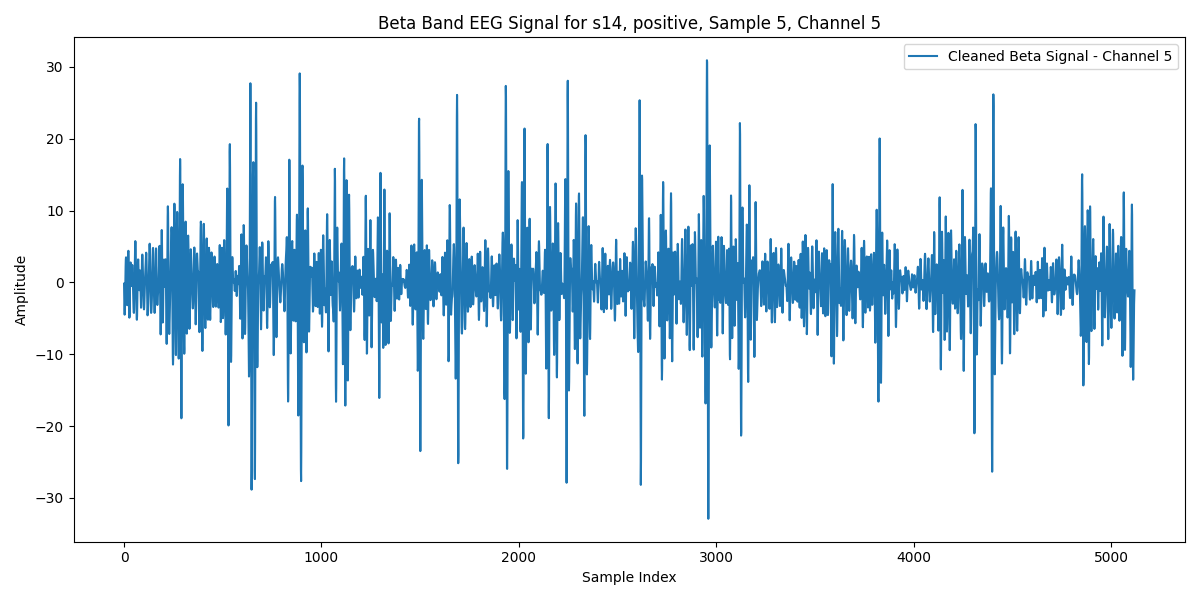 Beta Band EEG Signal for s14, positive, Sample 5, Channel 5
Cleaned Beta Signal - Channel 5
Amplitude
30
20
10
0
−10
−20
−30
0 1000 2000 3000 4000 5000
Sample Index